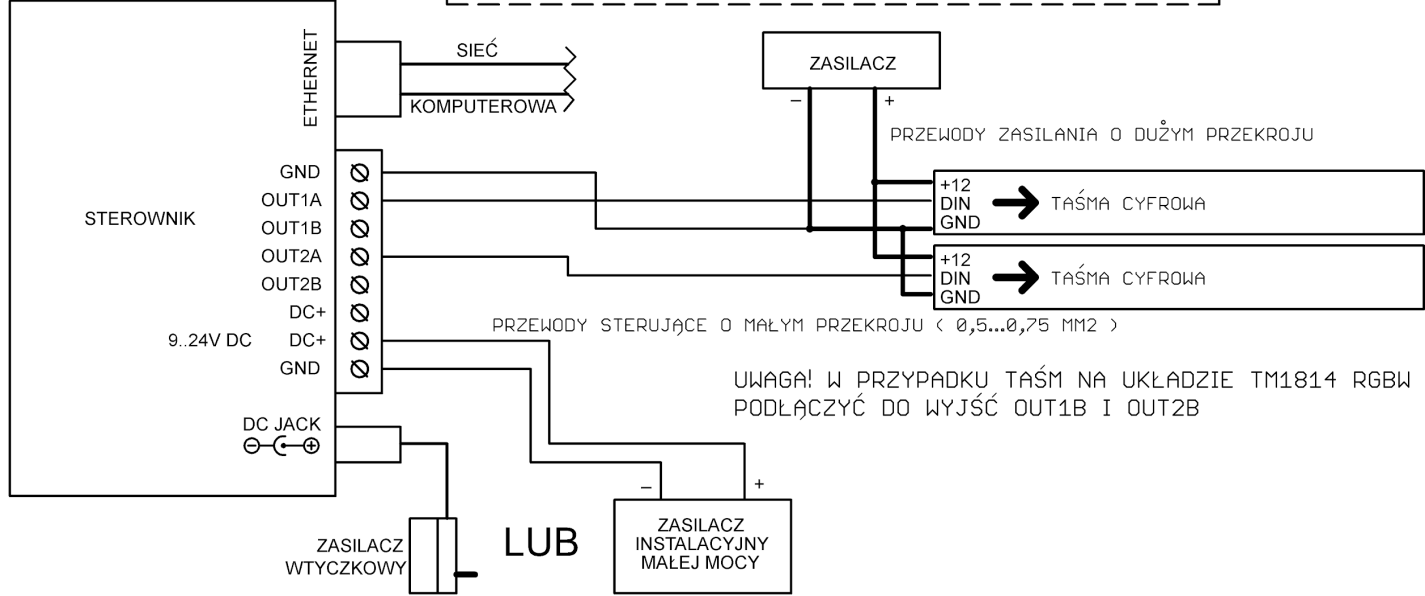 ETHERNET
SIEĆ
KOMPUTEROWA
ZASILACZ
– +
PRZEWODY ZASILANIA O DUŻYM PRZEKROJU
STEROWNIK
GND
OUT1A
OUT1B
OUT2A
OUT2B
DC+
9..24V DC DC+
GND
+12
DIN
GND
TAŚMA CYFROWA
+12
DIN
GND
TAŚMA CYFROWA
PRZEWODY STERUJĄCE O MAŁYM PRZEKROJU ( 0,5...0,75 MM2 )
UWAGA! W PRZYPADKU TAŚM NA UKŁADZIE TM1814 RGBW
PODŁĄCZYĆ DO WYJŚĆ OUT1B I OUT2B
DC JACK
– +
ZASILACZ
WTYCZKOWY
LUB
– +
ZASILACZ
INSTALACYJNY
MAŁEJ MOCY